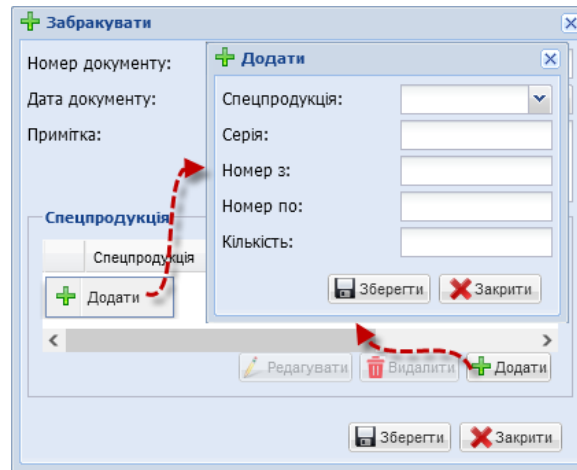 Забракувати
Номер документу:
Дата документу:
Примітка:
Додати
Спецпродукція:
Серія:
Номер з:
Номер по:
Кількість:
Зберегти Закрити
Спецпродукція
Спецпродукція
Додати
Редагувати Видалити Додати
Зберегти Закрити